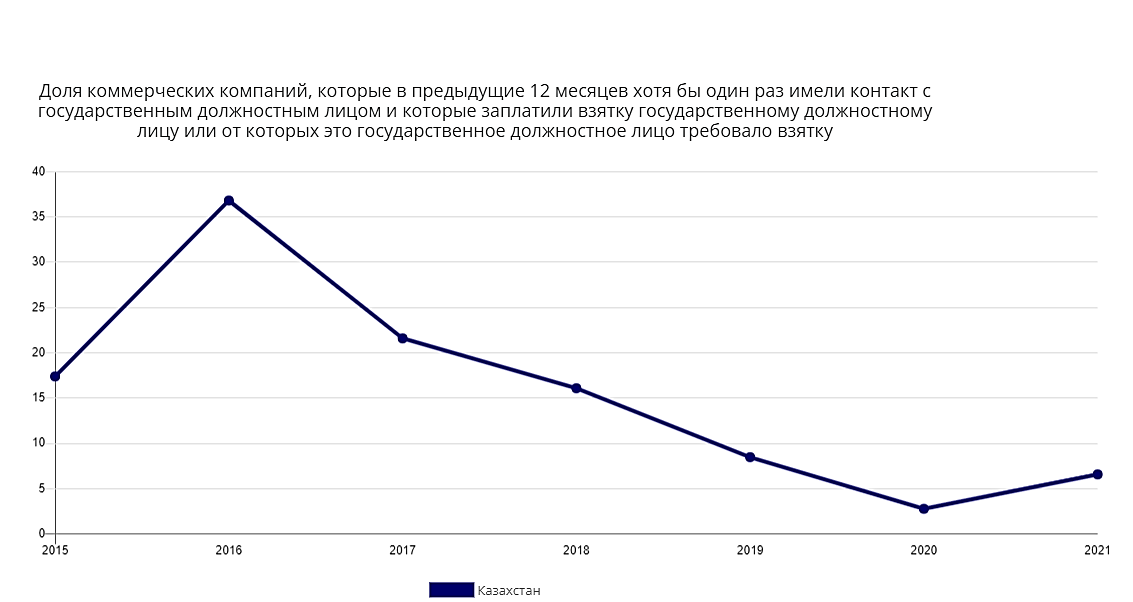 Доля коммерческих компаний, которые в предыдущие 12 месяцев хотя бы один раз имели контакт с
государственным должностным лицом и которые заплатили взятку государственному должностному
лицу или от которых это государственное должностное лицо требовало взятку
40
35
30
25
20
15
10
5
0
2015 2016 2017 2018 2019 2020 2021
Казахстан